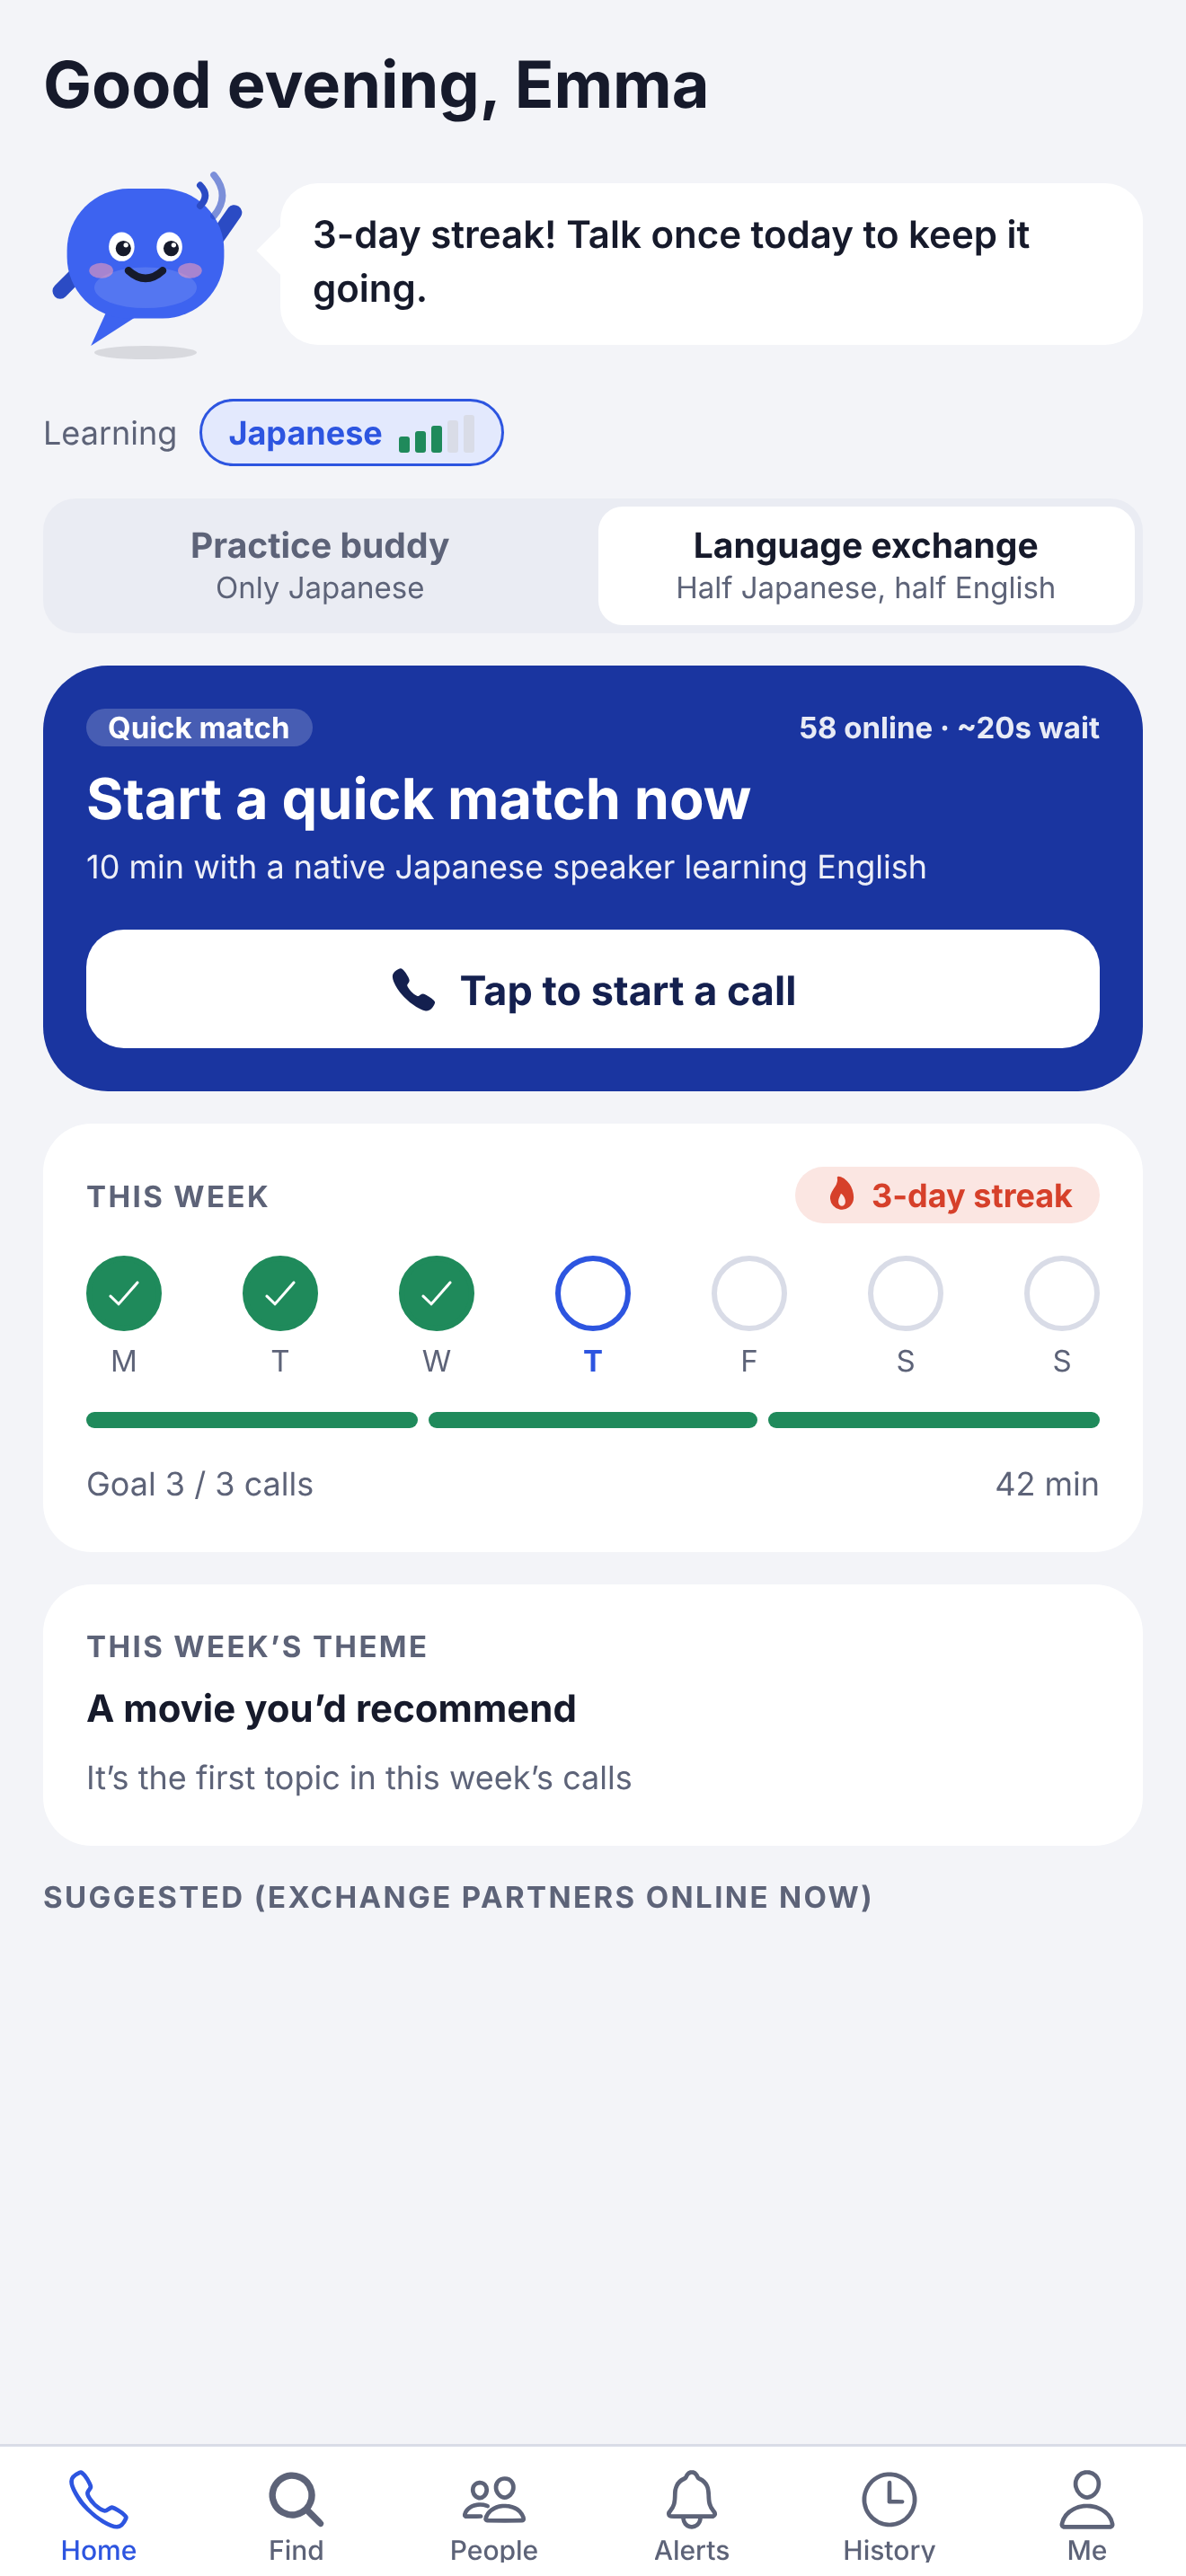 Good evening, Emma
3-day streak! Talk once today to keep it
going.
Learning
Japanese
Practice buddy
Only Japanese
Language exchange
Half Japanese, half English
Quick match
58 online · ~20s wait
Start a quick match now
10 min with a native Japanese speaker learning English
Tap to start a call
THIS WEEK
3-day streak
M T W T F S S
Goal 3 / 3 calls
42 min
THIS WEEK’S THEME
A movie you’d recommend
It’s the first topic in this week’s calls
SUGGESTED (EXCHANGE PARTNERS ONLINE NOW)
Home Find People Alerts History Me